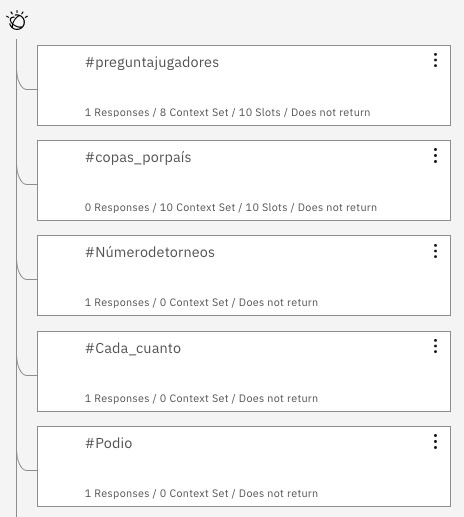 #preguntajugadores
1 Responses / 8 Context Set / 10 Slots / Does not return
#copas_porpaís
0 Responses / 10 Context Set / 10 Slots / Does not return
#Númerodetorneos
1 Responses / 0 Context Set / Does not return
#Cada_cuanto
1 Responses / 0 Context Set / Does not return
#Podio
1 Responses / 0 Context Set / Does not return